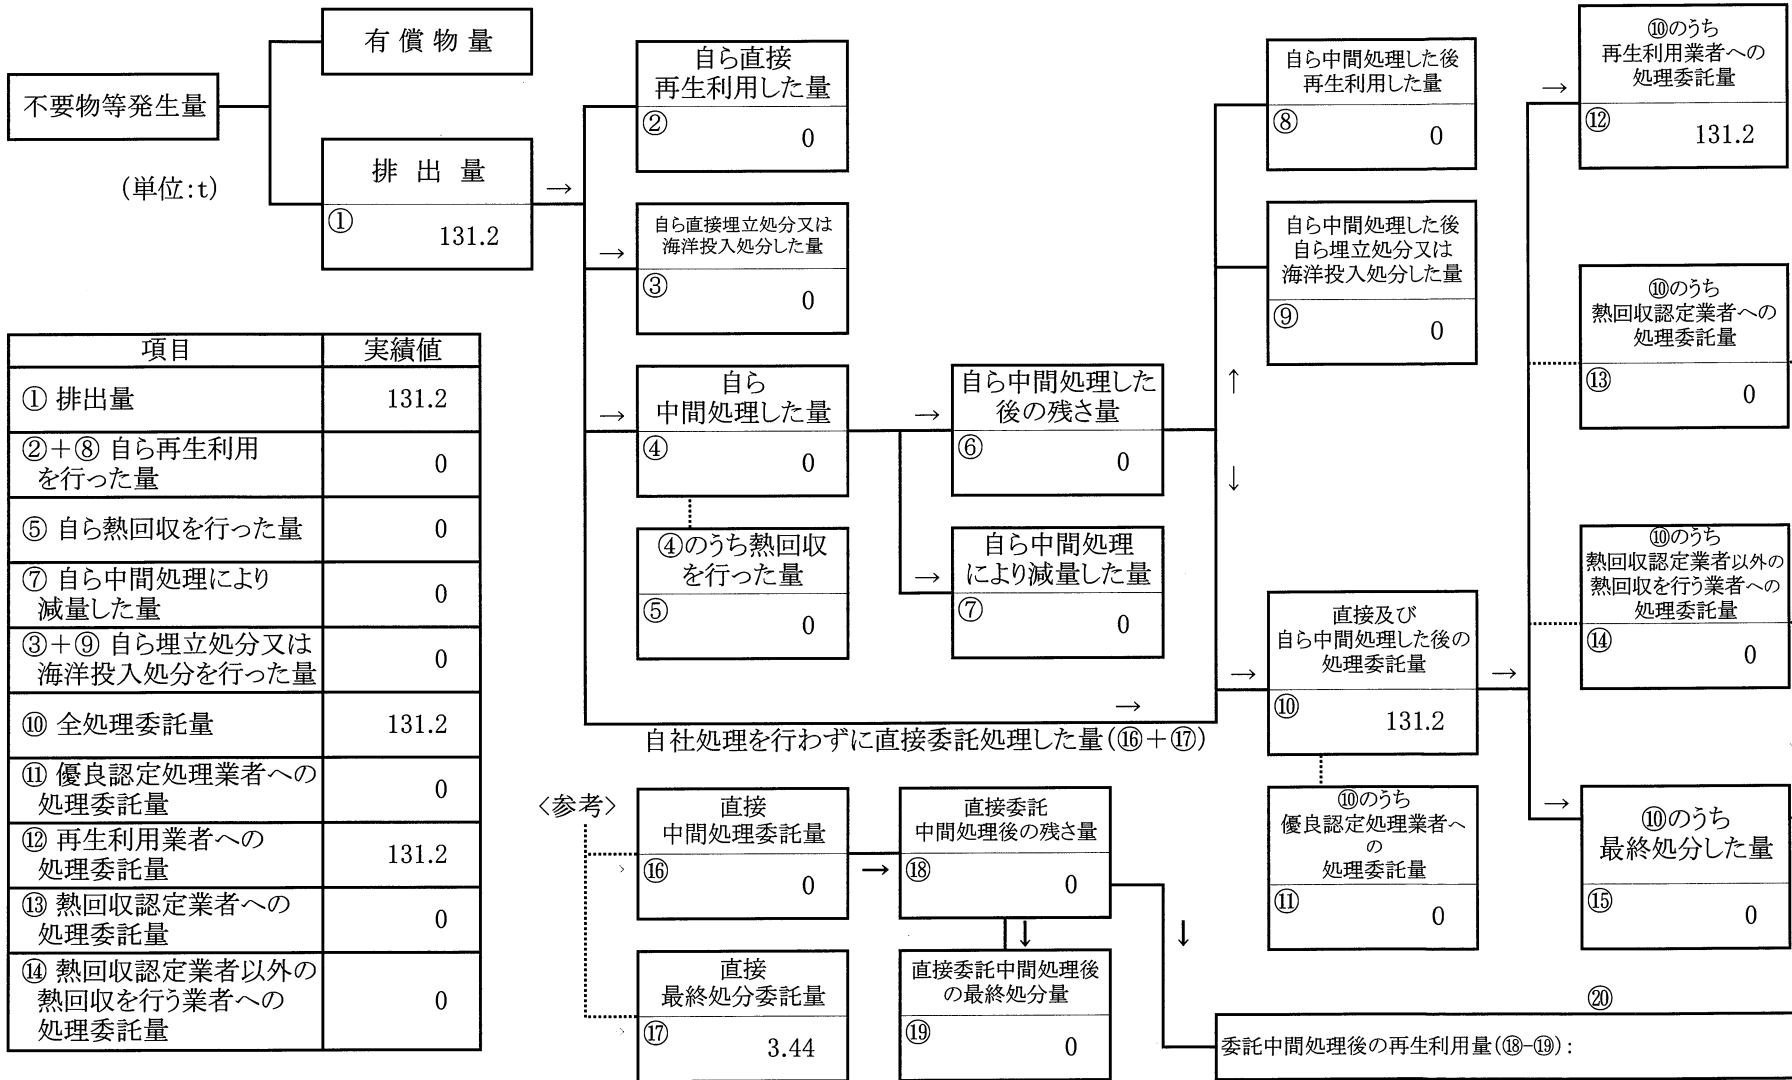 有償物量
不要物等発生量
(単位:t)
排出量
①
131.2
→
自ら直接
再生利用した量
②
0
→
自ら直接埋立処分又は
海洋投入処分した量
③
0
→
自ら
中間処理した量
④
0
④のうち熱回収
を行った量
⑤
0
→
自ら中間処理した
後の残さ量
⑥
0
→
自ら中間処理
により減量した量
⑦
0
自ら中間処理した後
再生利用した量
⑧
0
自ら中間処理した後
自ら埋立処分又は
海洋投入処分した量
⑨
0
↑
↓
→
自社処理を行わずに直接委託処理した量(⑯+⑰)
→
直接及び
自ら中間処理した後の
処理委託量
⑩
131.2
⑩のうち
優良認定処理業者へ
の
処理委託量
⑪
0
→
→
⑩のうち
再生利用業者への
処理委託量
⑫
131.2
⑩のうち
熱回収認定業者への
処理委託量
⑬
0
⑩のうち
熱回収認定業者以外の
熱回収を行う業者への
処理委託量
⑭
0
→
⑩のうち
最終処分した量
⑮
0
項目 実績値
① 排出量 131.2
②+⑧ 自ら再生利用
を行った量 0
⑤ 自ら熱回収を行った量 0
⑦ 自ら中間処理により
減量した量 0
③+⑨ 自ら埋立処分又は
海洋投入処分を行った量 0
⑩ 全処理委託量 131.2
⑪ 優良認定処理業者への
処理委託量 0
⑫ 再生利用業者への
処理委託量 131.2
⑬ 熱回収認定業者への
処理委託量 0
⑭ 熱回収認定業者以外の
熱回収を行う業者への
処理委託量 0
〈参考〉
直接
中間処理委託量
⑯
0
→
直接委託
中間処理後の残さ量
⑱
0
↓
↓
直接
最終処分委託量
⑰
3.44
直接委託中間処理後
の最終処分量
⑲
0
⑳
委託中間処理後の再生利用量(⑱-⑲):